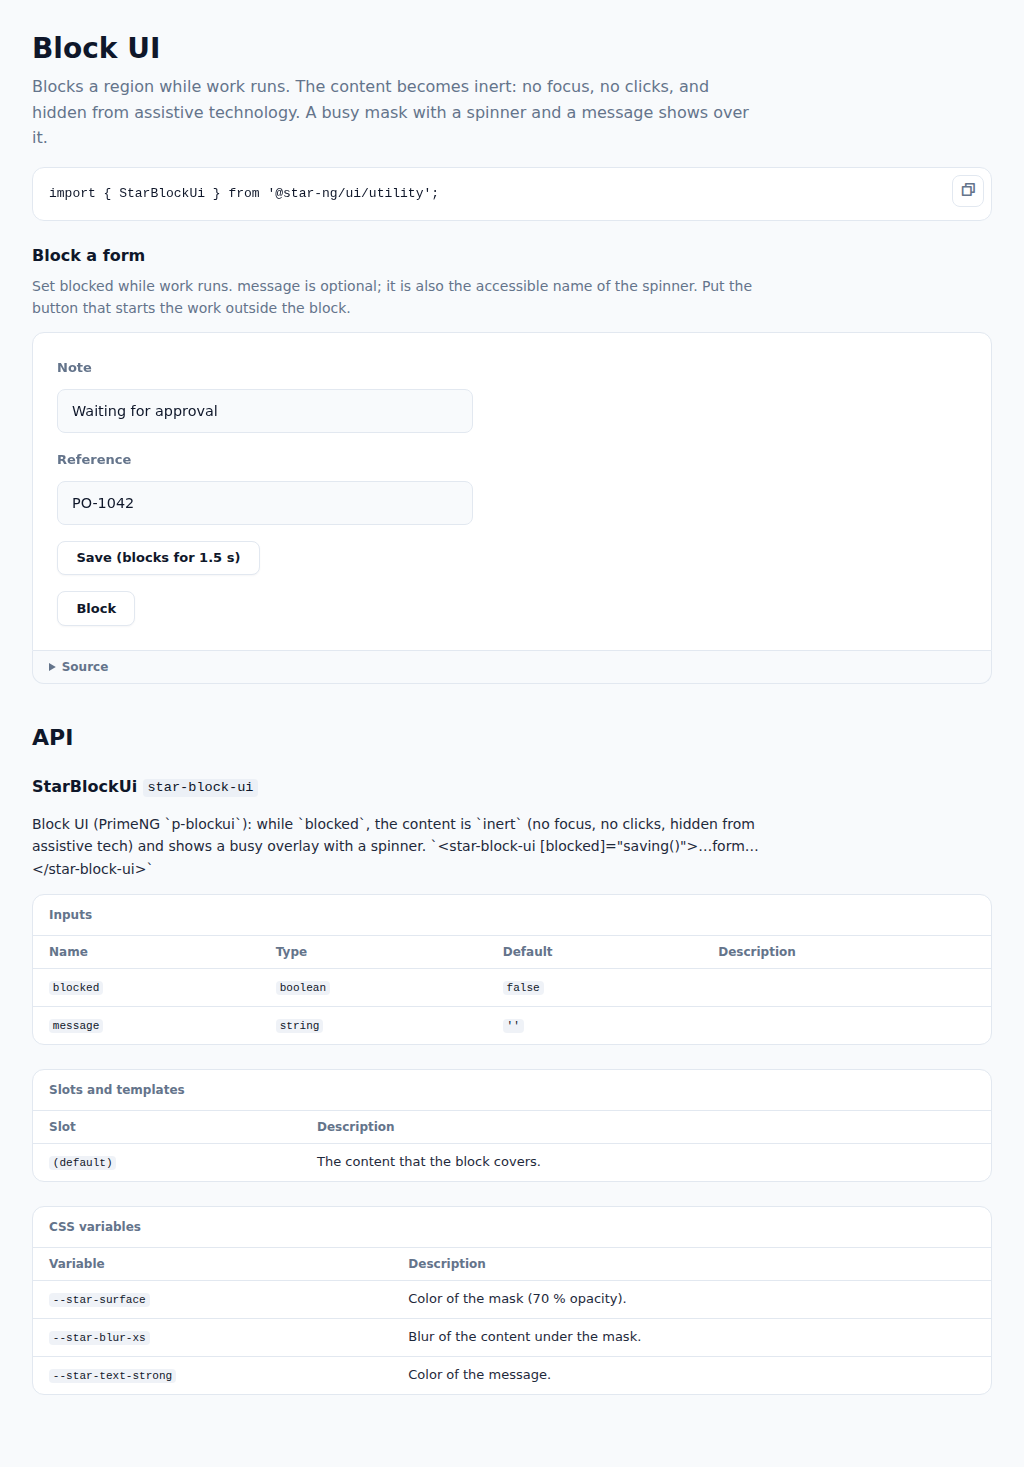 Block UI
Blocks a region while work runs. The content becomes inert: no focus, no clicks, and
hidden from assistive technology. A busy mask with a spinner and a message shows over
it.
import { StarBlockUi } from '@star-ng/ui/utility';
Block a form
Set blocked while work runs. message is optional; it is also the accessible name of the spinner. Put the
button that starts the work outside the block.
Note
Waiting for approval
Reference
PO-1042
Save (blocks for 1.5 s)
Block
Source
API
StarBlockUi star-block-ui
Block UI (PrimeNG `p-blockui`): while `blocked`, the content is `inert` (no focus, no clicks, hidden from
assistive tech) and shows a busy overlay with a spinner. `<star-block-ui [blocked]="saving()">…form…
</star-block-ui>`
Inputs
Name Type Default Description
blocked boolean false
message string ''
Slots and templates
Slot Description
(default) The content that the block covers.
CSS variables
Variable Description
--star-surface Color of the mask (70 % opacity).
--star-blur-xs Blur of the content under the mask.
--star-text-strong Color of the message.